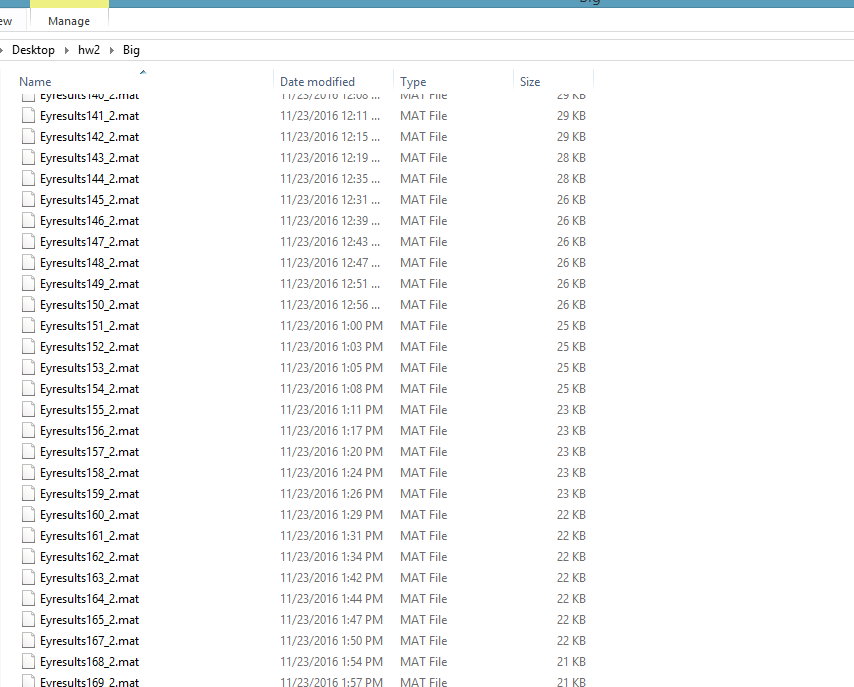 ew Manage
Desktop hw2 Big
Name Date modified Type Size
Eyresults140_2.mat 11/23/2016 12:08 ... MAT File 29 KB
Eyresults141_2.mat 11/23/2016 12:11 ... MAT File 29 KB
Eyresults142_2.mat 11/23/2016 12:15 ... MAT File 29 KB
Eyresults143_2.mat 11/23/2016 12:19 ... MAT File 28 KB
Eyresults144_2.mat 11/23/2016 12:35 ... MAT File 28 KB
Eyresults145_2.mat 11/23/2016 12:31 ... MAT File 26 KB
Eyresults146_2.mat 11/23/2016 12:39 ... MAT File 26 KB
Eyresults147_2.mat 11/23/2016 12:43 ... MAT File 26 KB
Eyresults148_2.mat 11/23/2016 12:47 ... MAT File 26 KB
Eyresults149_2.mat 11/23/2016 12:51 ... MAT File 26 KB
Eyresults150_2.mat 11/23/2016 12:56 ... MAT File 26 KB
Eyresults151_2.mat 11/23/2016 1:00 PM MAT File 25 KB
Eyresults152_2.mat 11/23/2016 1:03 PM MAT File 25 KB
Eyresults153_2.mat 11/23/2016 1:05 PM MAT File 25 KB
Eyresults154_2.mat 11/23/2016 1:08 PM MAT File 25 KB
Eyresults155_2.mat 11/23/2016 1:11 PM MAT File 23 KB
Eyresults156_2.mat 11/23/2016 1:17 PM MAT File 23 KB
Eyresults157_2.mat 11/23/2016 1:20 PM MAT File 23 KB
Eyresults158_2.mat 11/23/2016 1:24 PM MAT File 23 KB
Eyresults159_2.mat 11/23/2016 1:26 PM MAT File 23 KB
Eyresults160_2.mat 11/23/2016 1:29 PM MAT File 22 KB
Eyresults161_2.mat 11/23/2016 1:31 PM MAT File 22 KB
Eyresults162_2.mat 11/23/2016 1:34 PM MAT File 22 KB
Eyresults163_2.mat 11/23/2016 1:42 PM MAT File 22 KB
Eyresults164_2.mat 11/23/2016 1:44 PM MAT File 22 KB
Eyresults165_2.mat 11/23/2016 1:47 PM MAT File 22 KB
Eyresults167_2.mat 11/23/2016 1:50 PM MAT File 22 KB
Eyresults168_2.mat 11/23/2016 1:54 PM MAT File 21 KB
Eyresults169_2.mat 11/23/2016 1:57 PM MAT File 21 KB